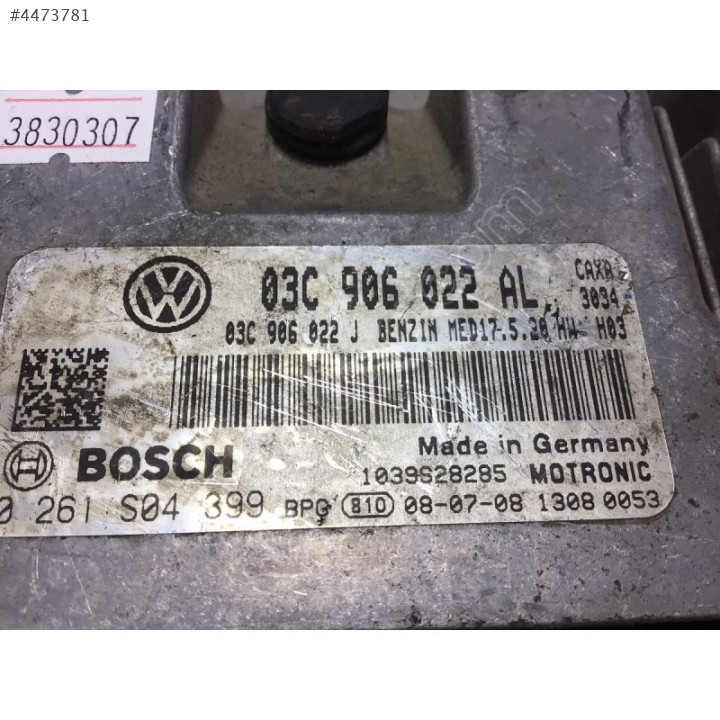 #4473781
3830307
03C 906 022 AL
CAXA
3034
03C 906 022 J BENZIN MED17.5.20 HW H03
BOSCH
Made in Germany
1039S28285 MOTRONIC
0 261 S04 399 BPG 810 08-07-08 1308 0053